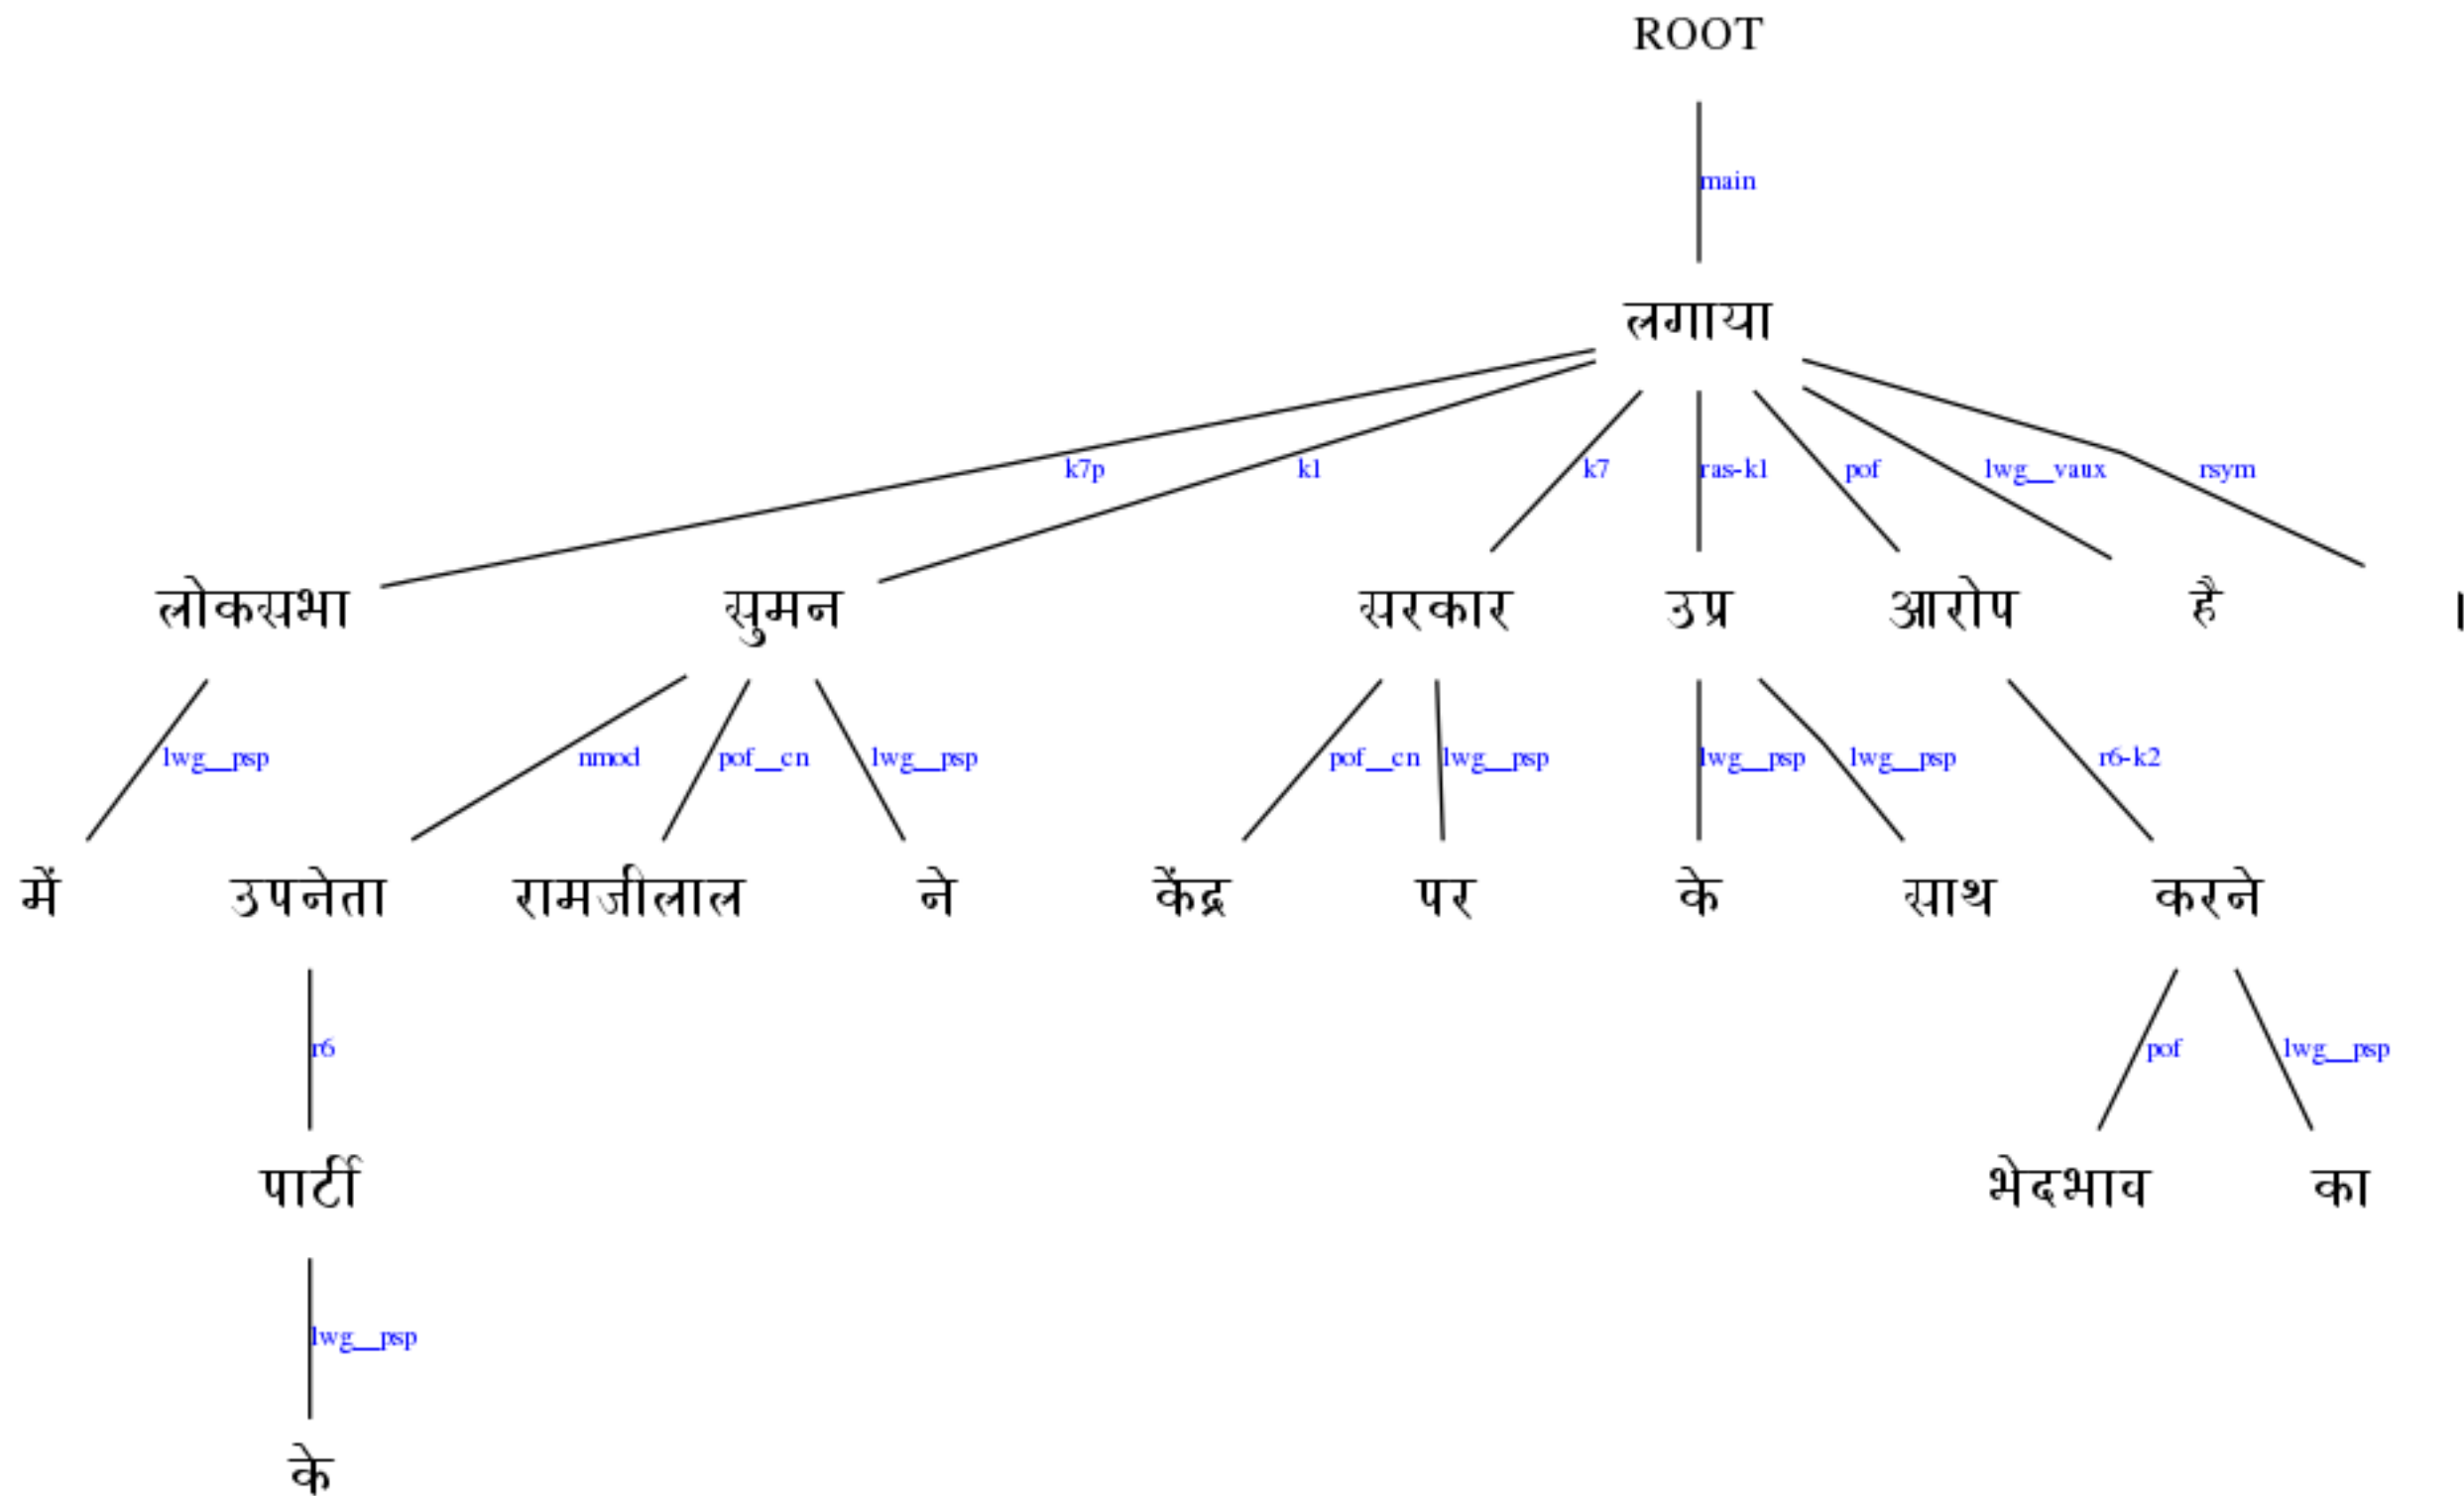 ROOT
main
लगाया
k7p k1 k7 ras-k1 pof lwg__vaux rsym
लोकसभा सुमन सरकार उप्र आरोप है ।
lwg__psp nmod pof__cn lwg__psp pof__cn lwg__psp lwg__psp lwg__psp r6-k2
में उपनेता रामजीलाल ने केंद्र पर के साथ करने
r6 pof lwg__psp
पार्टी भेदभाव का
lwg__psp
के